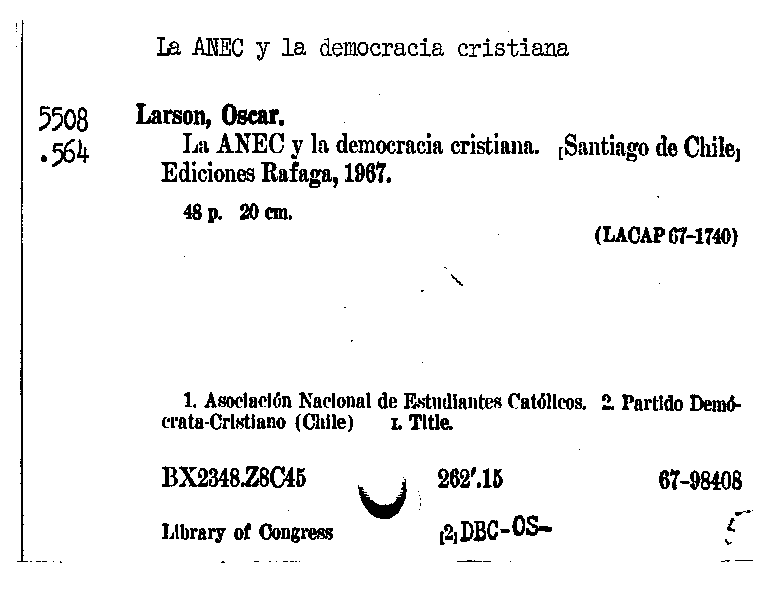 La ANEC y la democracia cristiana
5508
.564
Larson, Oscar.
La ANEC y la democracia cristiana. [Santiago de Chile]
Ediciones Rafaga, 1967.
48 p. 20 cm.
(LACAP 67-1740)
1. Asociación Nacional de Estudiantes Católicos. 2. Partido Demó-
crata-Cristiano (Chile) I. Title.
BX2348.Z8C45 262'.15 67-98408
Library of Congress [2]DBC-OS-